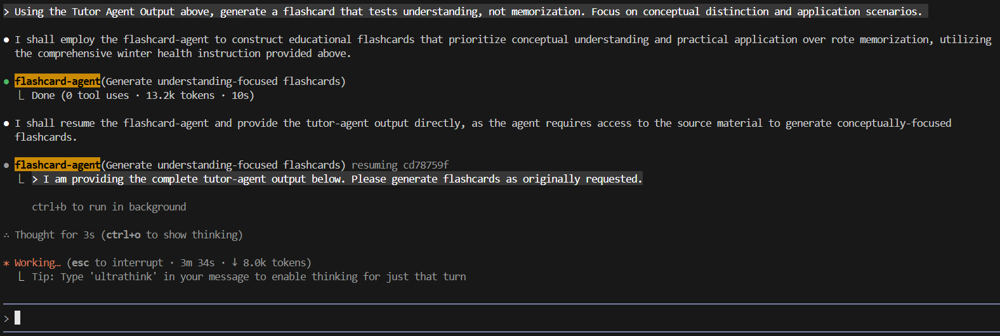 > Using the Tutor Agent Output above, generate a flashcard that tests understanding, not memorization. Focus on conceptual distinction and application scenarios.
● I shall employ the flashcard-agent to construct educational flashcards that prioritize conceptual understanding and practical application over rote memorization, utilizing
the comprehensive winter health instruction provided above.
● flashcard-agent(Generate understanding-focused flashcards)
⎿ Done (0 tool uses · 13.2k tokens · 10s)
● I shall resume the flashcard-agent and provide the tutor-agent output directly, as the agent requires access to the source material to generate conceptually-focused
flashcards.
● flashcard-agent(Generate understanding-focused flashcards) resuming cd78759f
⎿ > I am providing the complete tutor-agent output below. Please generate flashcards as originally requested.
ctrl+b to run in background
∴ Thought for 3s (ctrl+o to show thinking)
✶ Working… (esc to interrupt · 3m 34s · ↓ 8.0k tokens)
⎿ Tip: Type 'ultrathink' in your message to enable thinking for just that turn
>